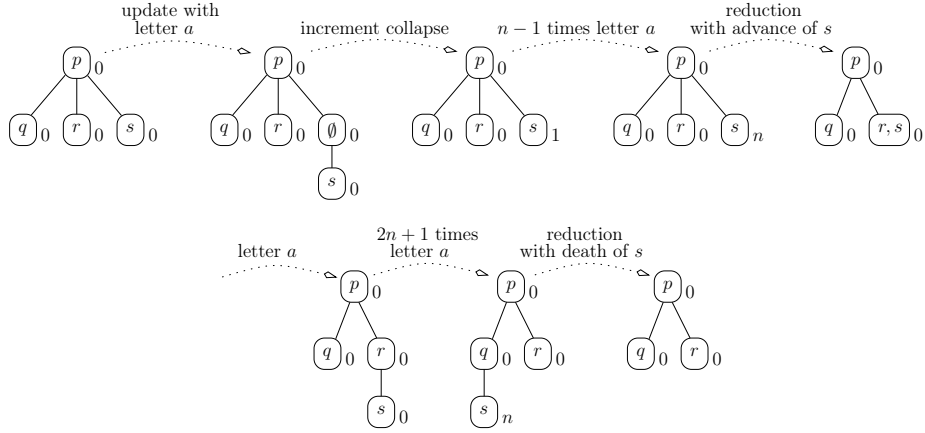 update with
letter a
increment collapse
n − 1 times letter a
reduction
with advance of s
p 0
p 0
p 0
p 0
p 0
q 0 r 0 s 0
q 0 r 0 ∅ 0
q 0 r 0 s 1
q 0 r 0 s n
q 0 r, s 0
s 0
letter a
2n + 1 times
letter a
reduction
with death of s
p 0
p 0
p 0
q 0 r 0
q 0 r 0
q 0 r 0
s 0
s n